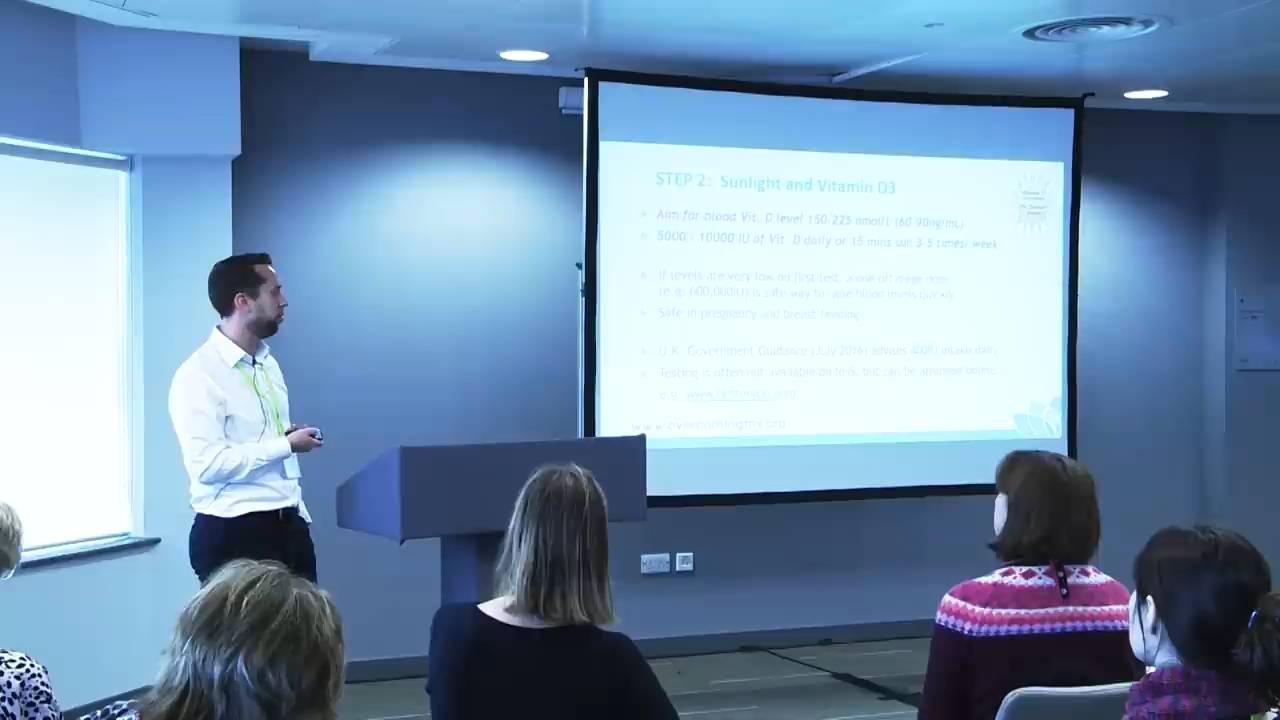 STEP 2: Sunlight and Vitamin D3
Aim for blood Vit. D level 150-225 nmol/L (60-90ng/mL)
5000 - 10000 IU of Vit. D daily or 15 mins sun 3-5 times/ week
If levels are very low on first test, a one off mega dose
(e.g. 600,000IU) is safe way to raise blood levels quickly
Safe in pregnancy and breast feeding
U.K. Government Guidance (July 2016) advises 400IU intake daily
Testing is often not available on NHS, but can be arranged online
e.g.
www.overcomingms.org